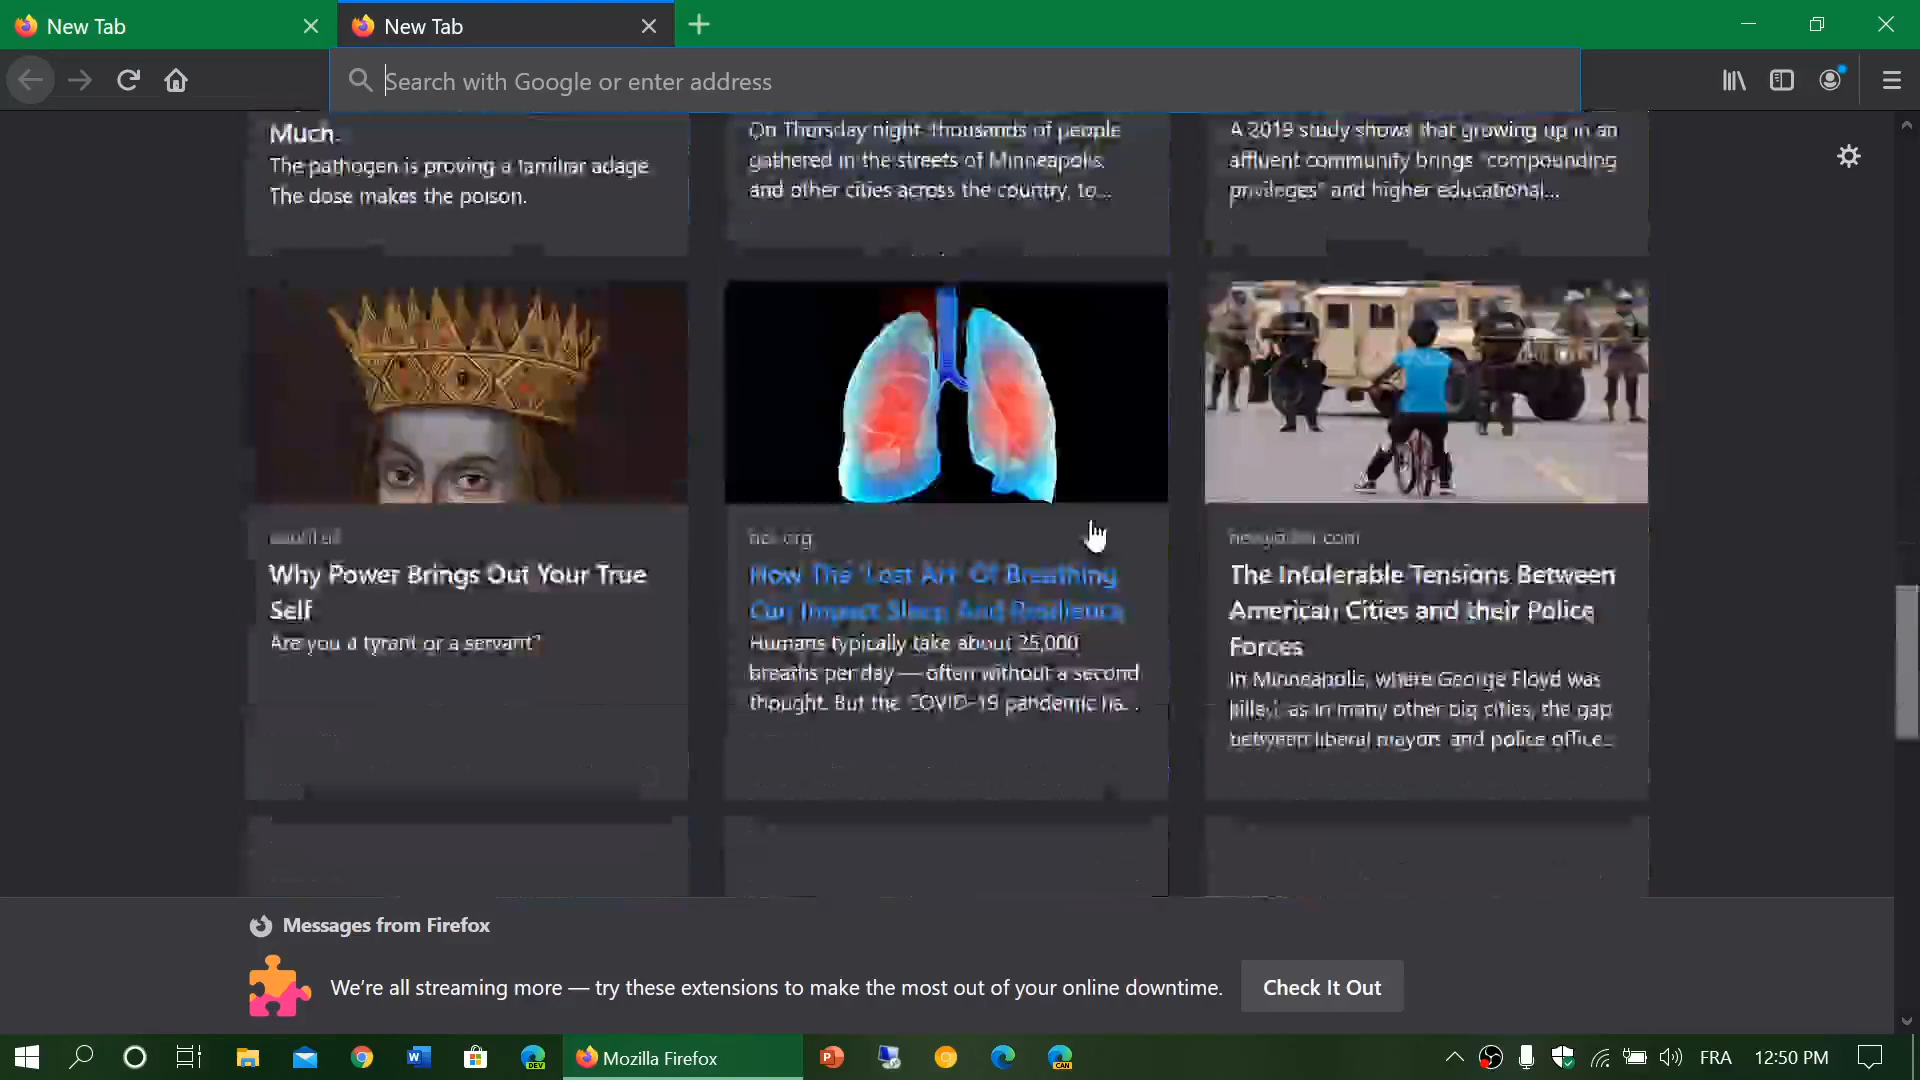 New Tab
New Tab
Search with Google or enter address
Much.
The pathogen is proving a familiar adage
The dose makes the poison.
On Thursday night thousands of people
gathered in the streets of Minneapolis
and other cities across the country, to...
A 2019 study shows that growing up in an
affluent community brings "compounding
privileges" and higher educational...
Why Power Brings Out Your True
Self
Are you a tyrant or a servant?
How The 'Lost Art' Of Breathing
Can Impact Sleep And Resilience
Humans typically take about 25,000
breaths per day — often without a second
thought. But the COVID-19 pandemic ha...
newyorker.com
The Intolerable Tensions Between
American Cities and their Police
Forces
In Minneapolis, where George Floyd was
killed, as in many other big cities, the gap
between liberal mayors and police office...
Messages from Firefox
We're all streaming more — try these extensions to make the most out of your online downtime.
Check It Out
DEV
Mozilla Firefox
CAN
FRA
12:50 PM